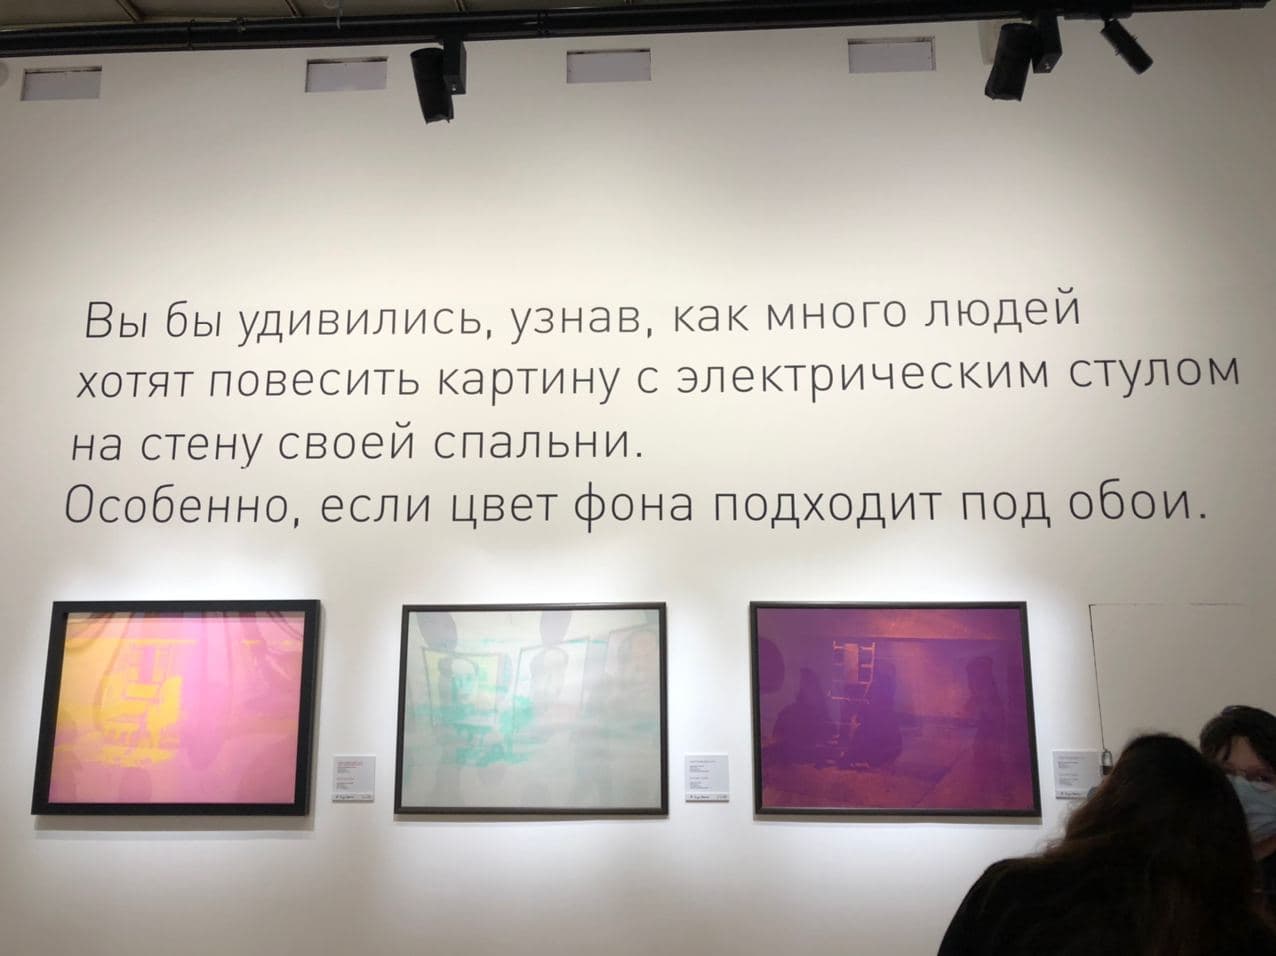 Вы бы удивились, узнав, как много людей
хотят повесить картину с электрическим стулом
на стену своей спальни.
Особенно, если цвет фона подходит под обои.